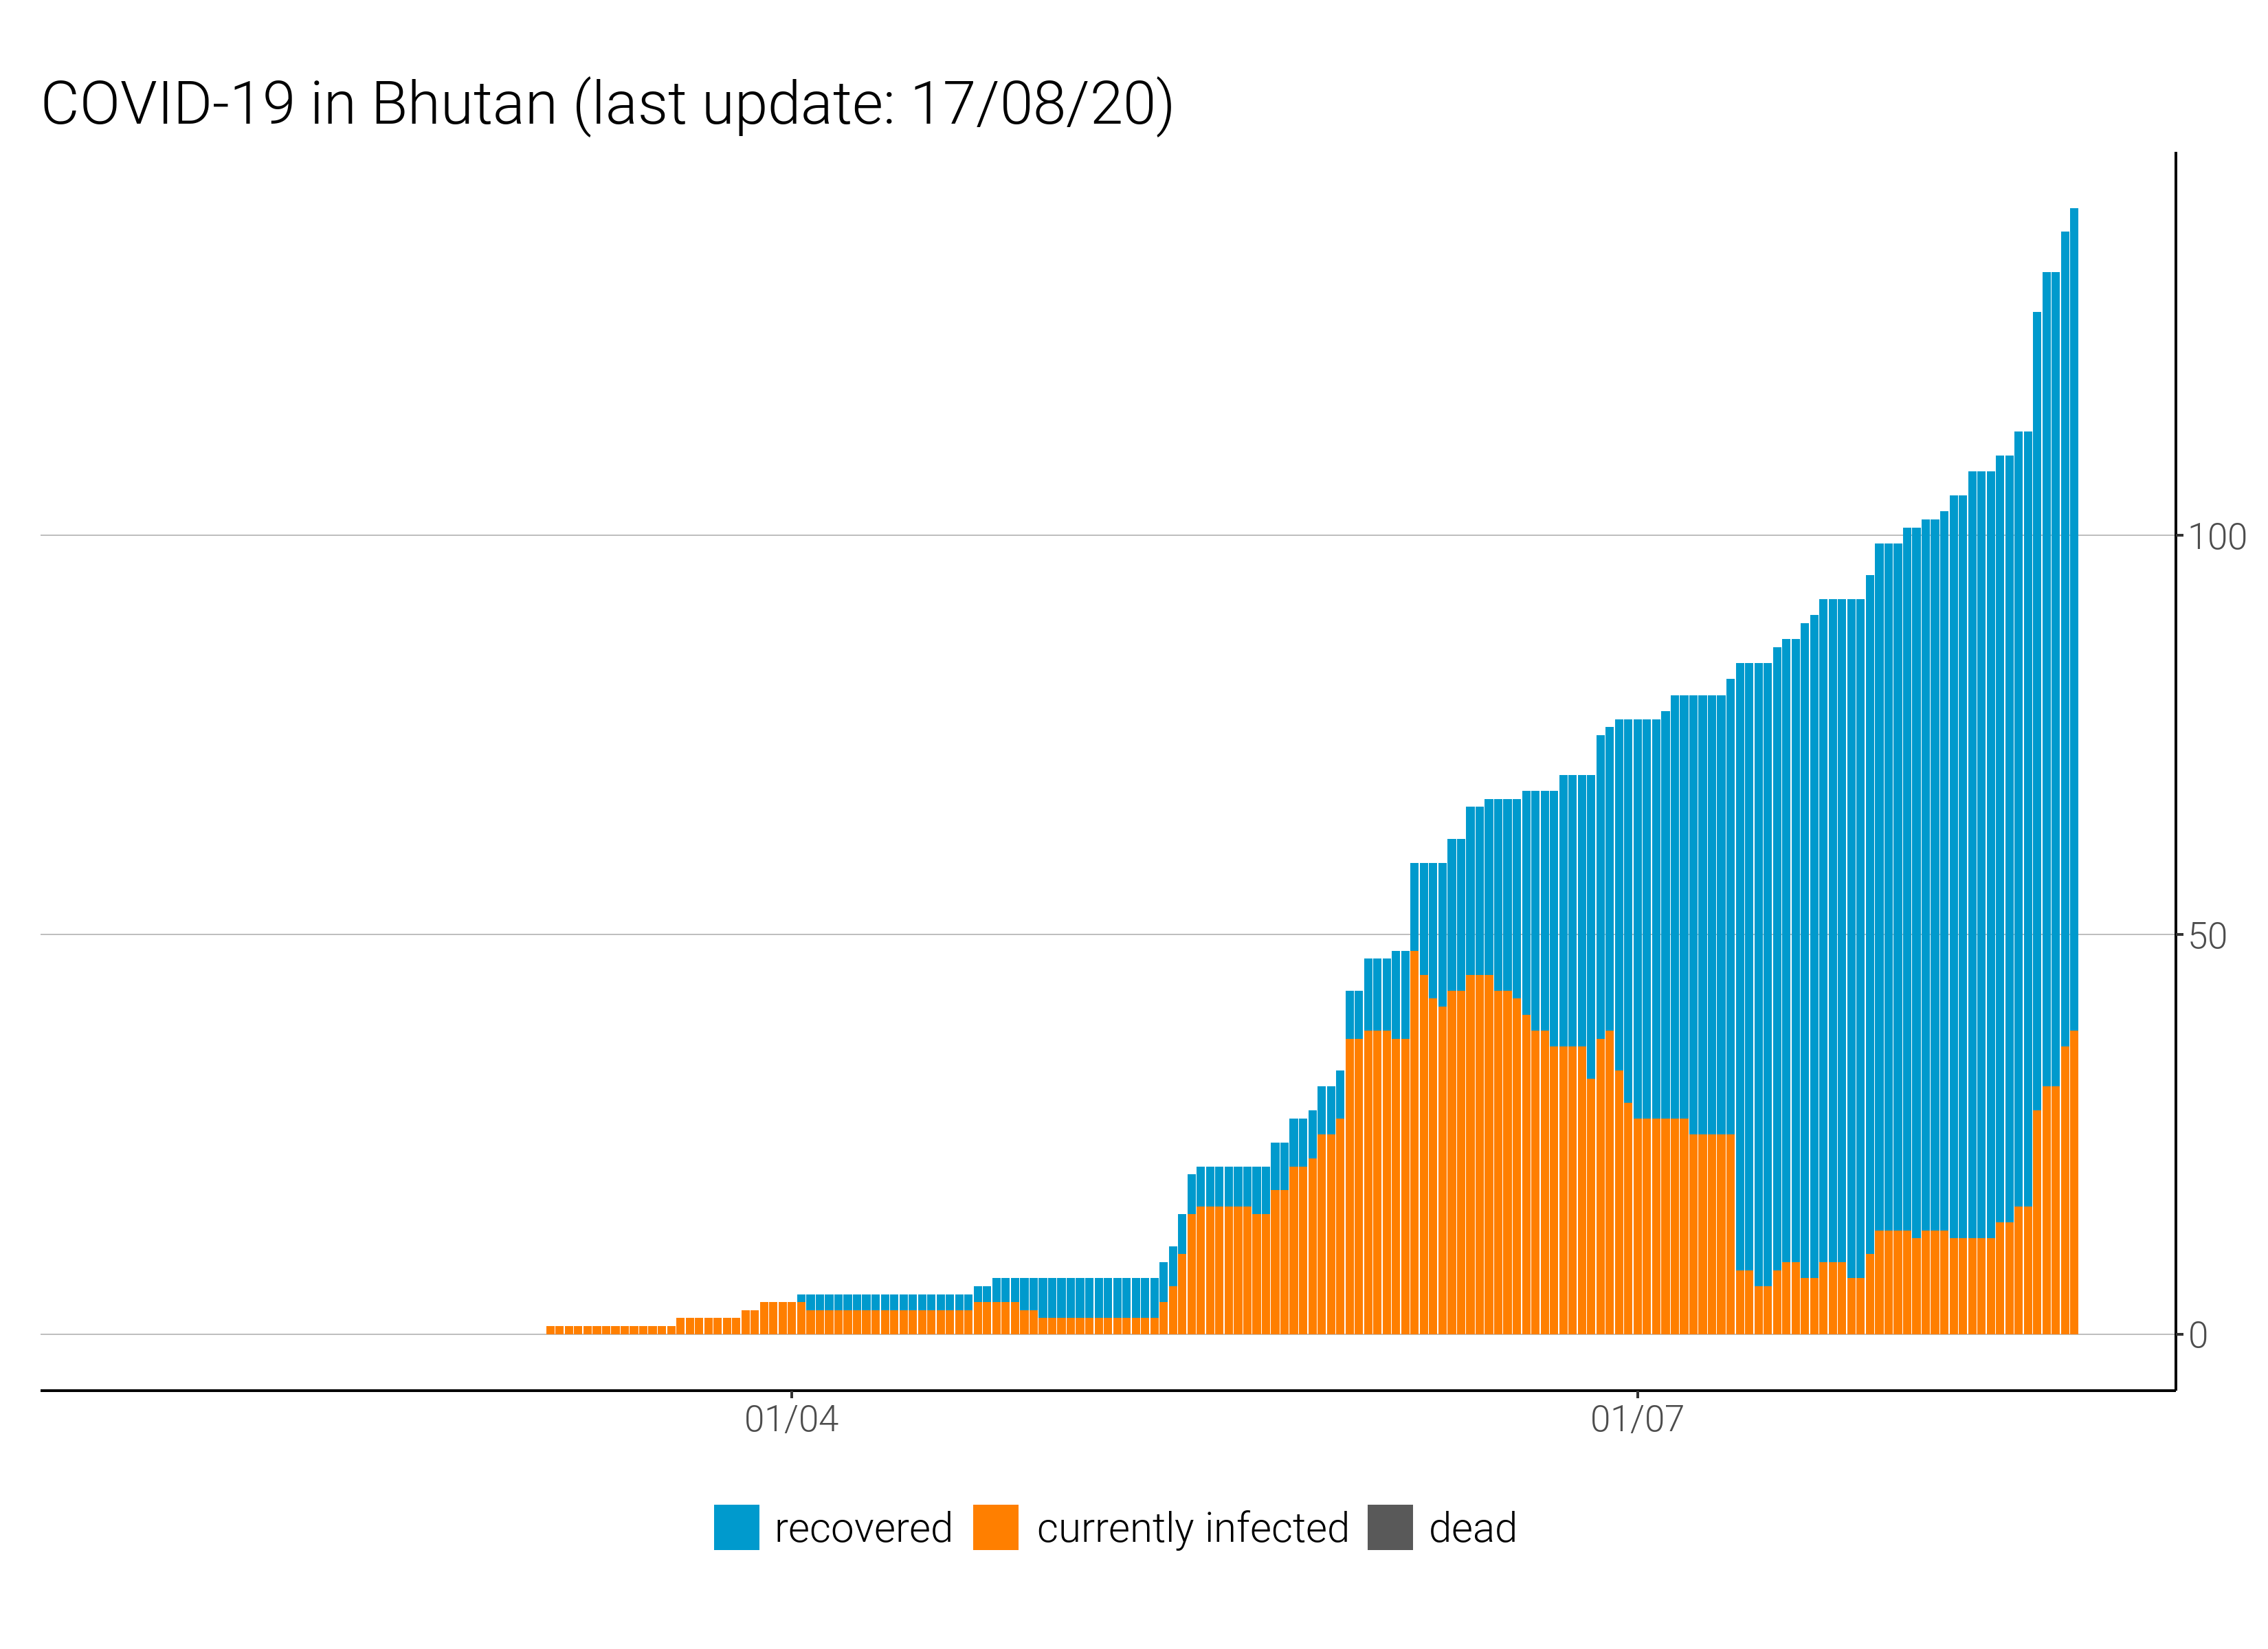 COVID-19 in Bhutan (last update: 17/08/20)
100
50
0
01/04 01/07
recovered currently infected dead